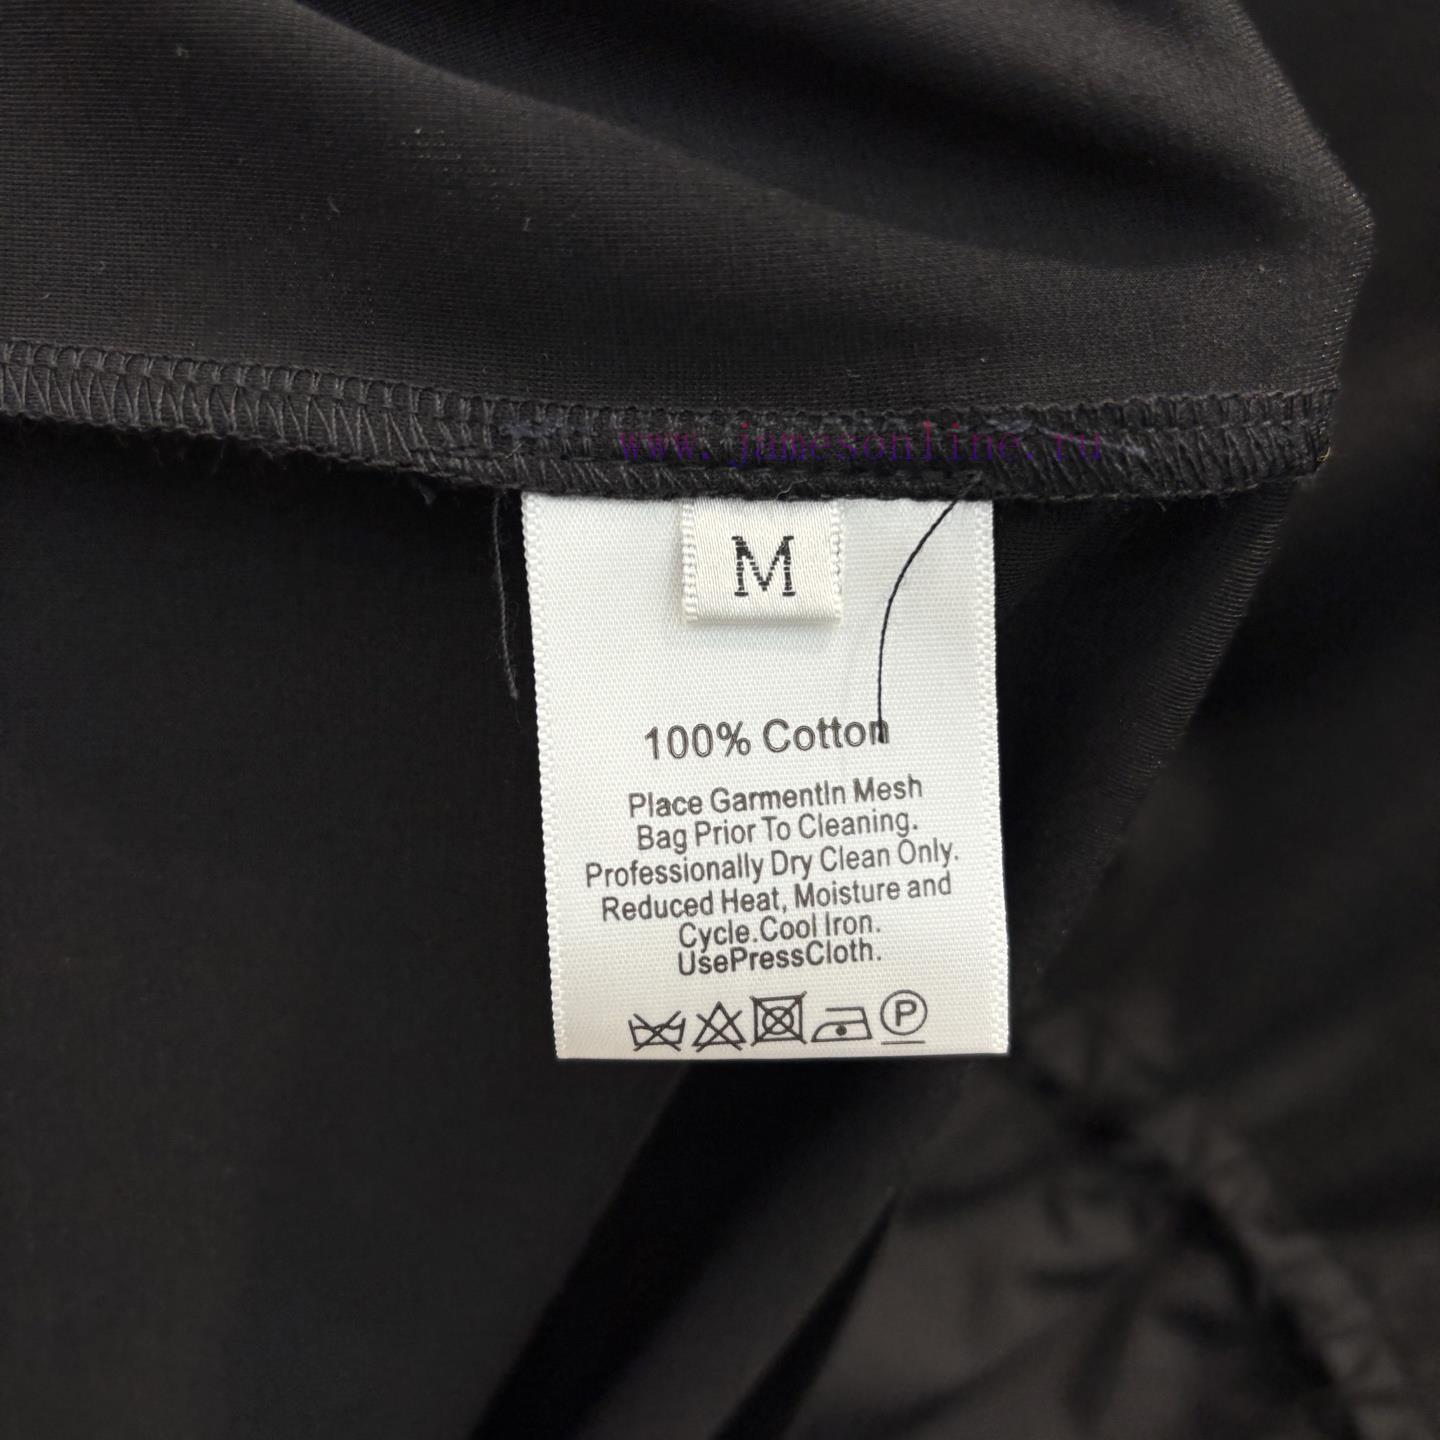 www.jamesonline.ru
M
100% Cotton
Place GarmentIn Mesh
Bag Prior To Cleaning.
Professionally Dry Clean Only.
Reduced Heat, Moisture and
Cycle.Cool Iron.
UsePressCloth.
P